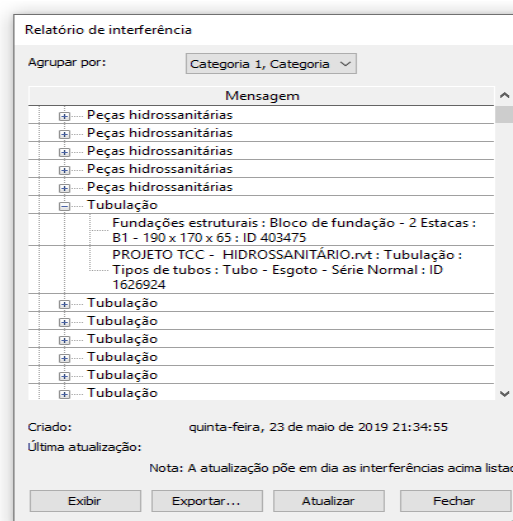 Relatório de interferência
Agrupar por:
Categoria 1, Categoria
Mensagem
Peças hidrossanitárias
Peças hidrossanitárias
Peças hidrossanitárias
Peças hidrossanitárias
Peças hidrossanitárias
Tubulação
Fundações estruturais : Bloco de fundação - 2 Estacas :
B1 - 190 x 170 x 65 : ID 403475
PROJETO TCC - HIDROSSANITÁRIO.rvt : Tubulação :
Tipos de tubos : Tubo - Esgoto - Série Normal : ID
1626924
Tubulação
Tubulação
Tubulação
Tubulação
Tubulação
Tubulação
Criado: quinta-feira, 23 de maio de 2019 21:34:55
Última atualização:
Nota: A atualização põe em dia as interferências acima listad
Exibir Exportar... Atualizar Fechar